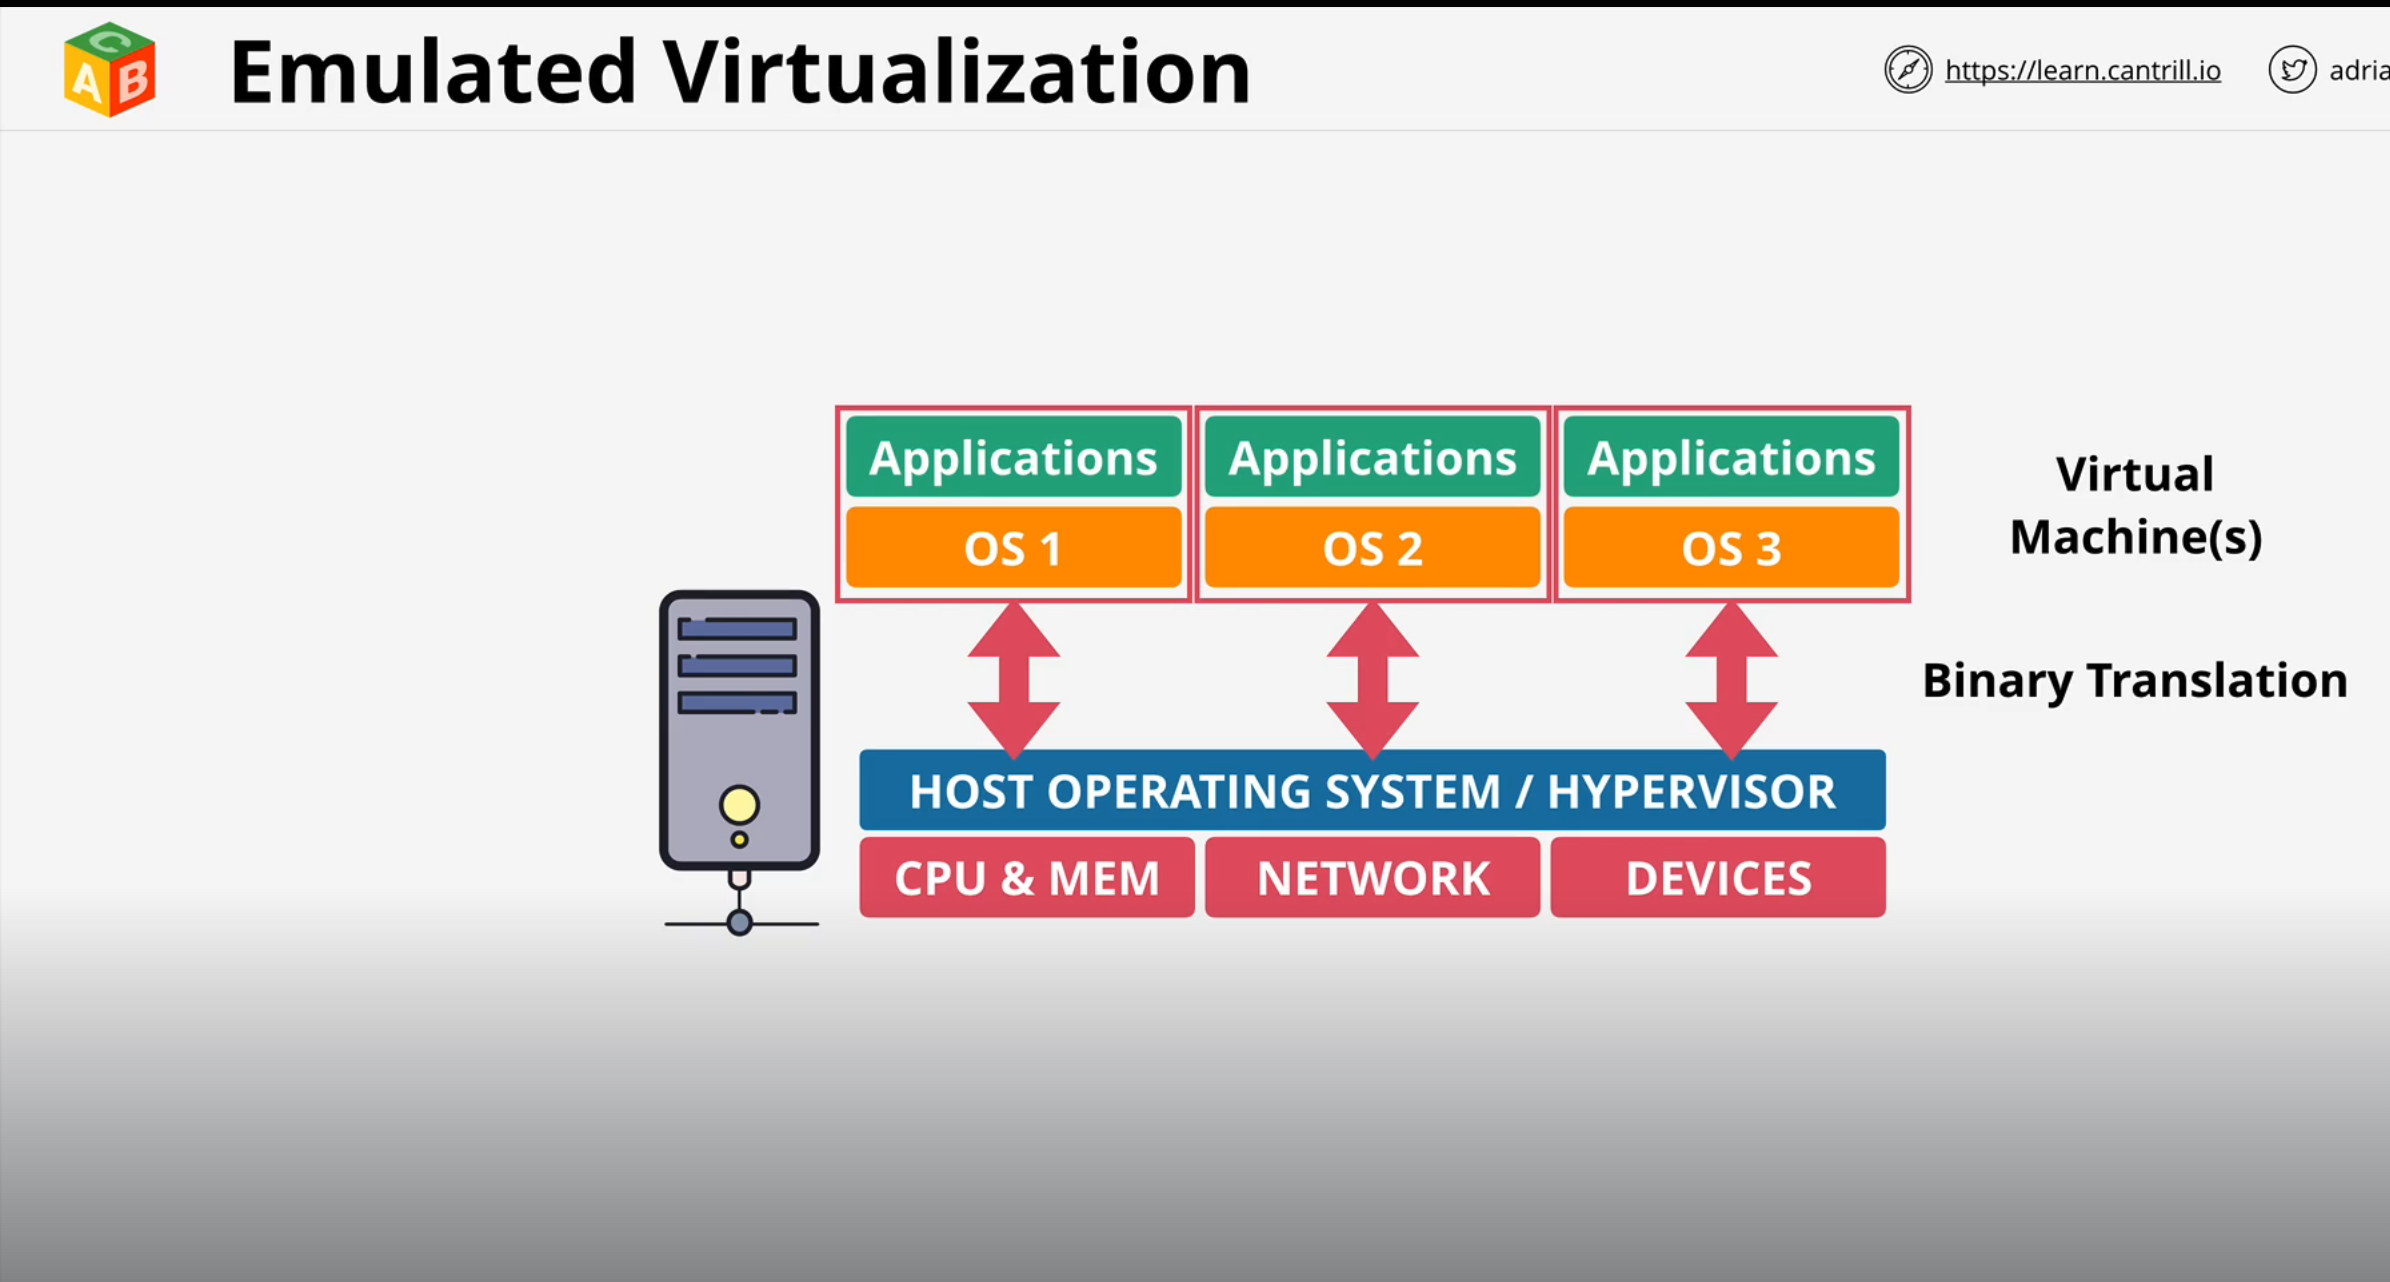 C
A B
Emulated Virtualization
https://learn.cantrill.io
adria
Applications
Applications
Applications
OS 1
OS 2
OS 3
Virtual
Machine(s)
Binary Translation
HOST OPERATING SYSTEM / HYPERVISOR
CPU & MEM
NETWORK
DEVICES